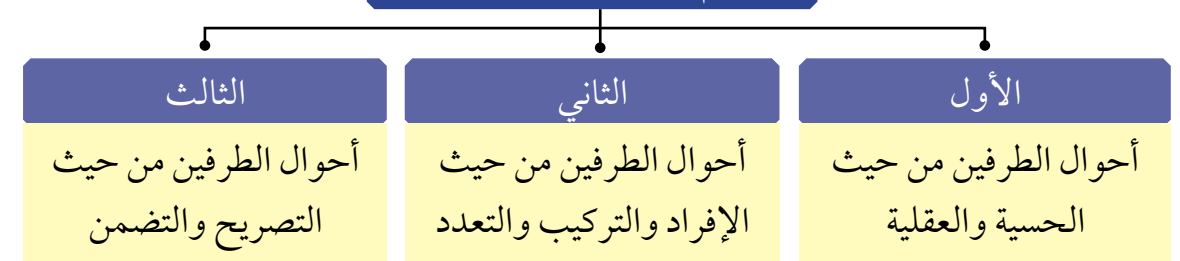 الأول
أحوال الطرفين من حيث
الحسية والعقلية
الثاني
أحوال الطرفين من حيث
الإفراد والتركيب والتعدد
الثالث
أحوال الطرفين من حيث
التصريح والتضمن